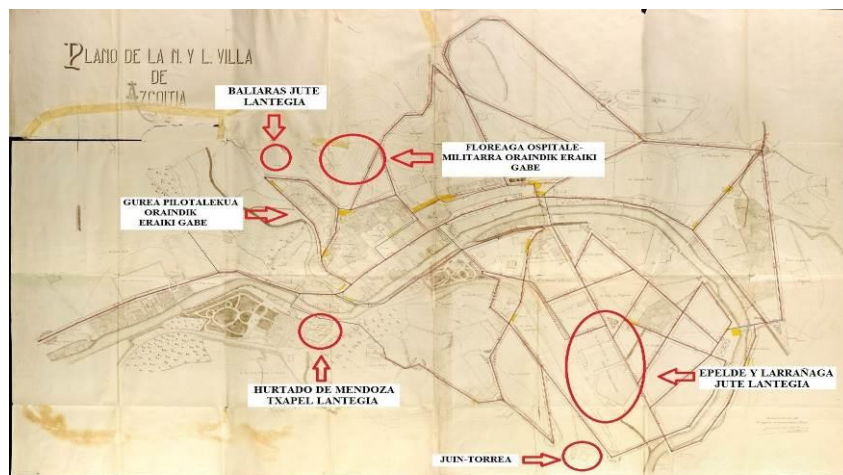 PLANO DE LA N. Y L. VILLA
DE
AZCOITIA
BALIARAS JUTE
LANTEGIA
FLOREAGA OSPITALE-
MILITARRA ORAINDIK ERAIKI
GABE
GUREA PILOTALEKUA
ORAINDIK
ERAIKI GABE
HURTADO DE MENDOZA
TXAPEL LANTEGIA
EPELDE Y LARRAÑAGA
JUTE LANTEGIA
JUIN-TORREA